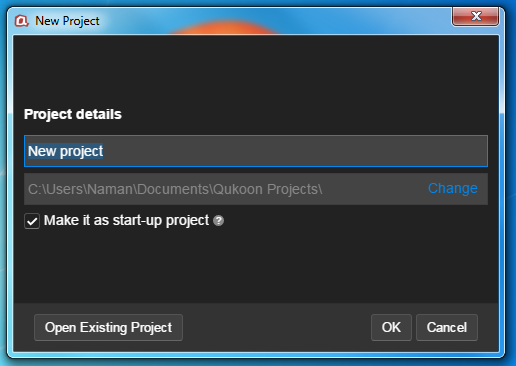 New Project
Project details
New project
C:\Users\Naman\Documents\Qukoon Projects\ Change
Make it as start-up project ?
Open Existing Project OK Cancel